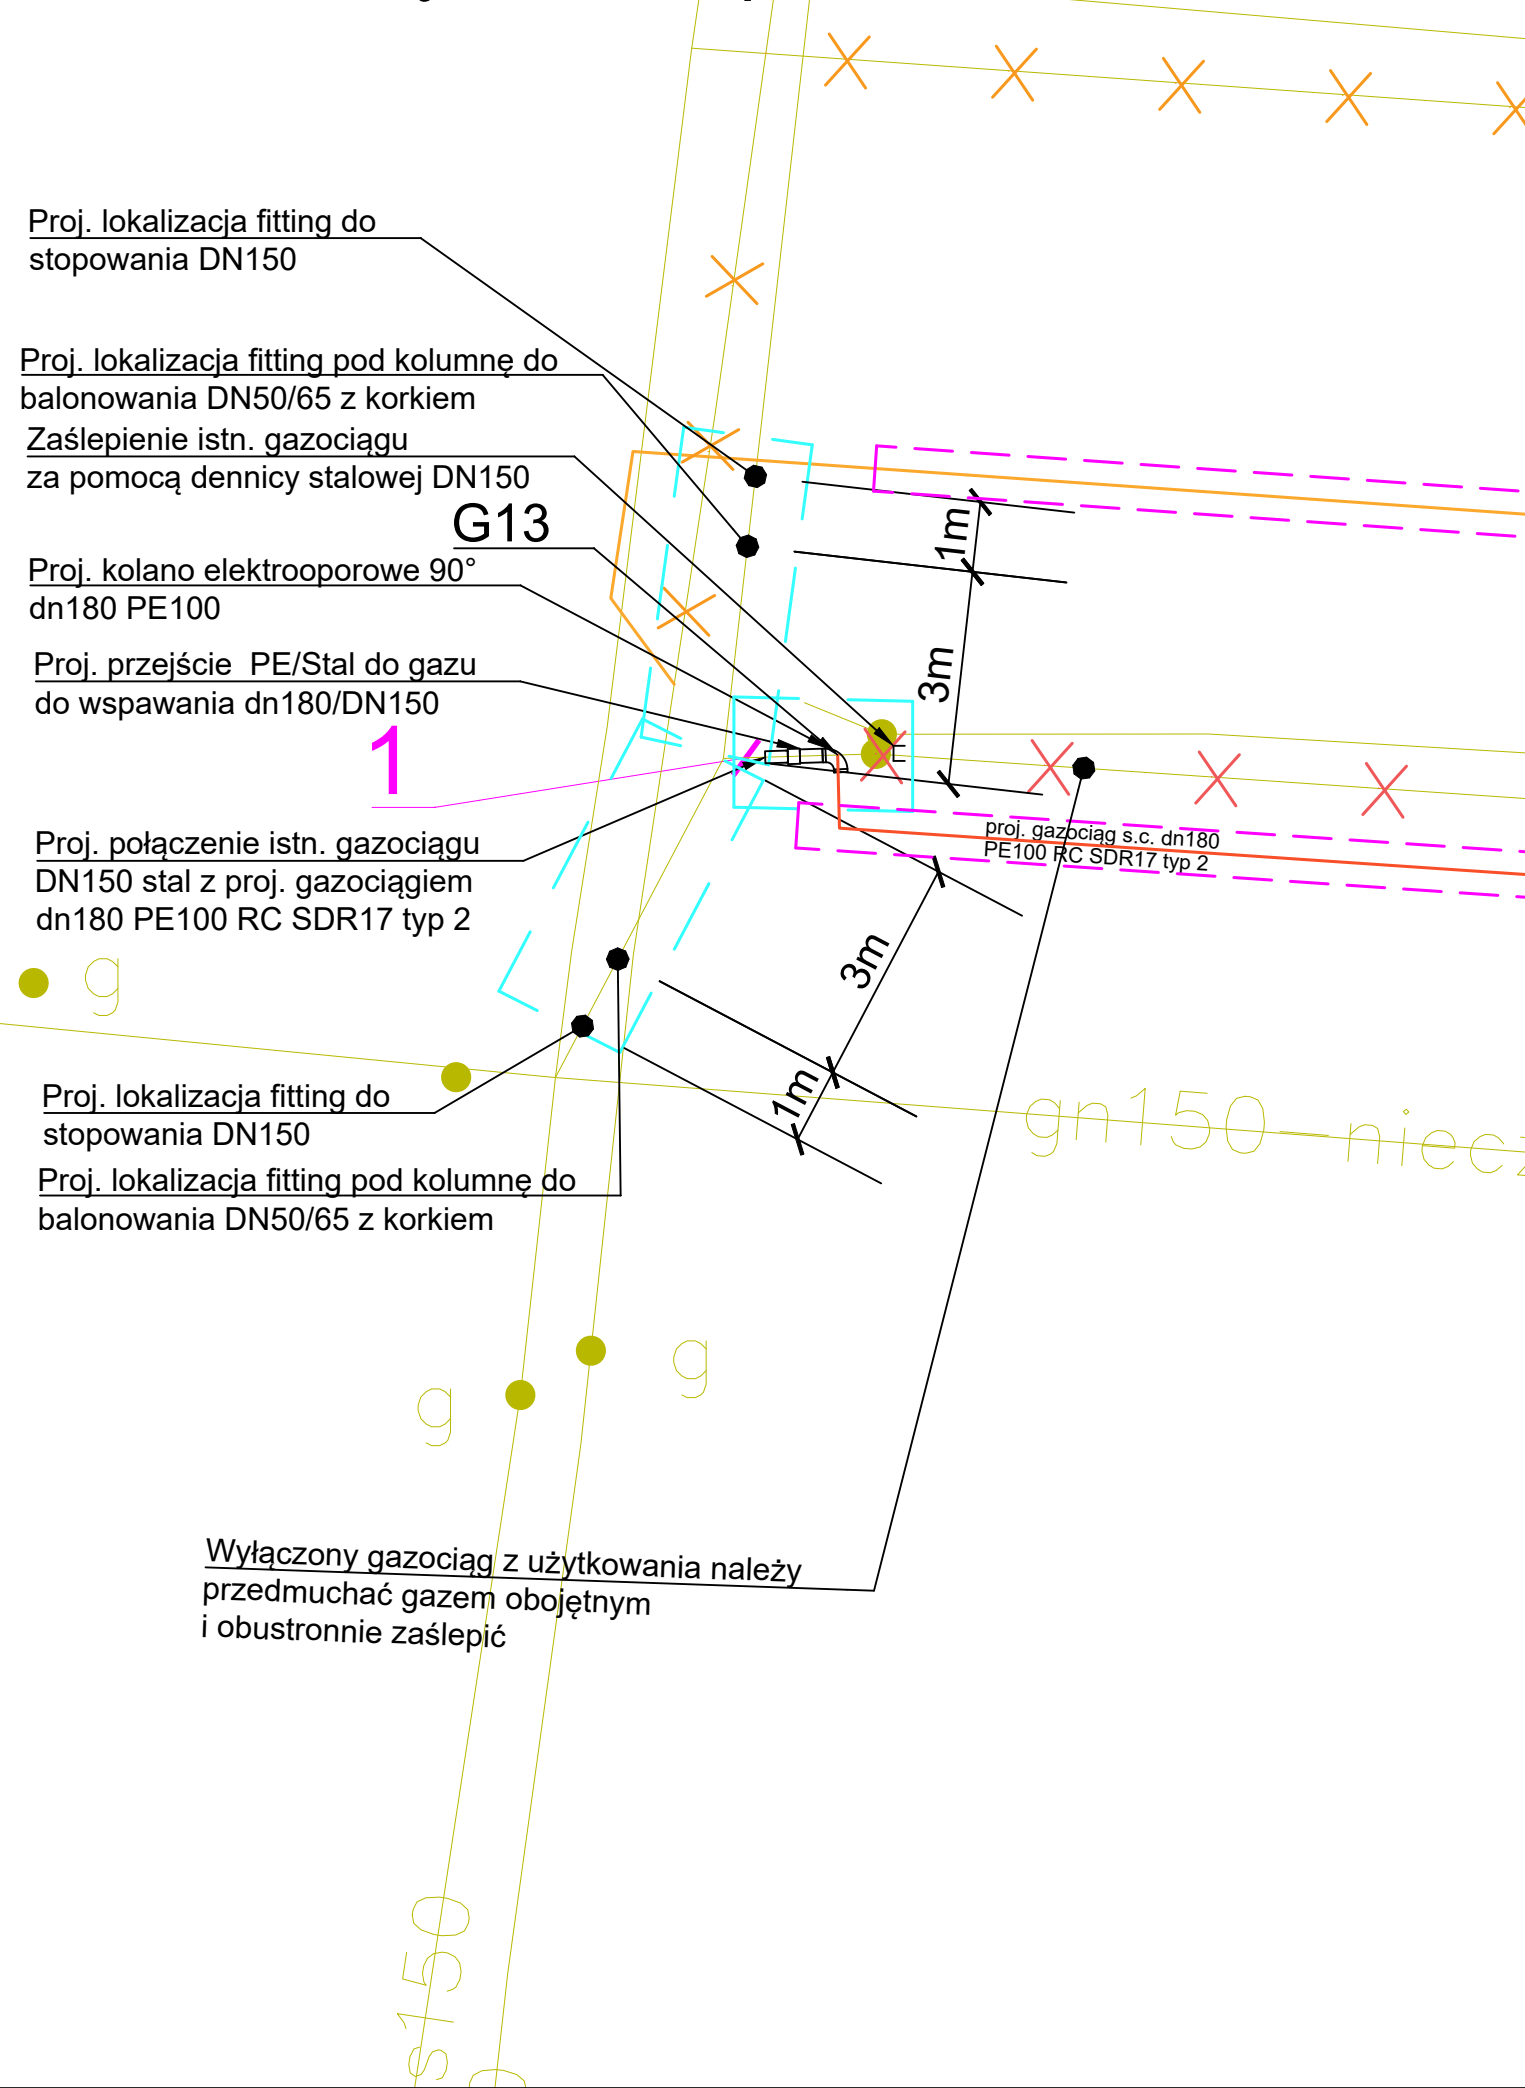 Proj. lokalizacja fitting do
stopowania DN150
Proj. lokalizacja fitting pod kolumnę do
balonowania DN50/65 z korkiem
Zaślepienie istn. gazociągu
za pomocą dennicy stalowej DN150
G13
Proj. kolano elektrooporowe 90°
dn180 PE100
Proj. przejście PE/Stal do gazu
do wspawania dn180/DN150
1
Proj. połączenie istn. gazociągu
DN150 stal z proj. gazociągiem
dn180 PE100 RC SDR17 typ 2
1m
3m
proj. gazociąg s.c. dn180
PE100 RC SDR17 typ 2
3m
1m
g
Proj. lokalizacja fitting do
stopowania DN150
Proj. lokalizacja fitting pod kolumnę do
balonowania DN50/65 z korkiem
gn150-niecz
g
g
Wyłączony gazociąg z użytkowania należy
przedmuchać gazem obojętnym
i obustronnie zaślepić
s150